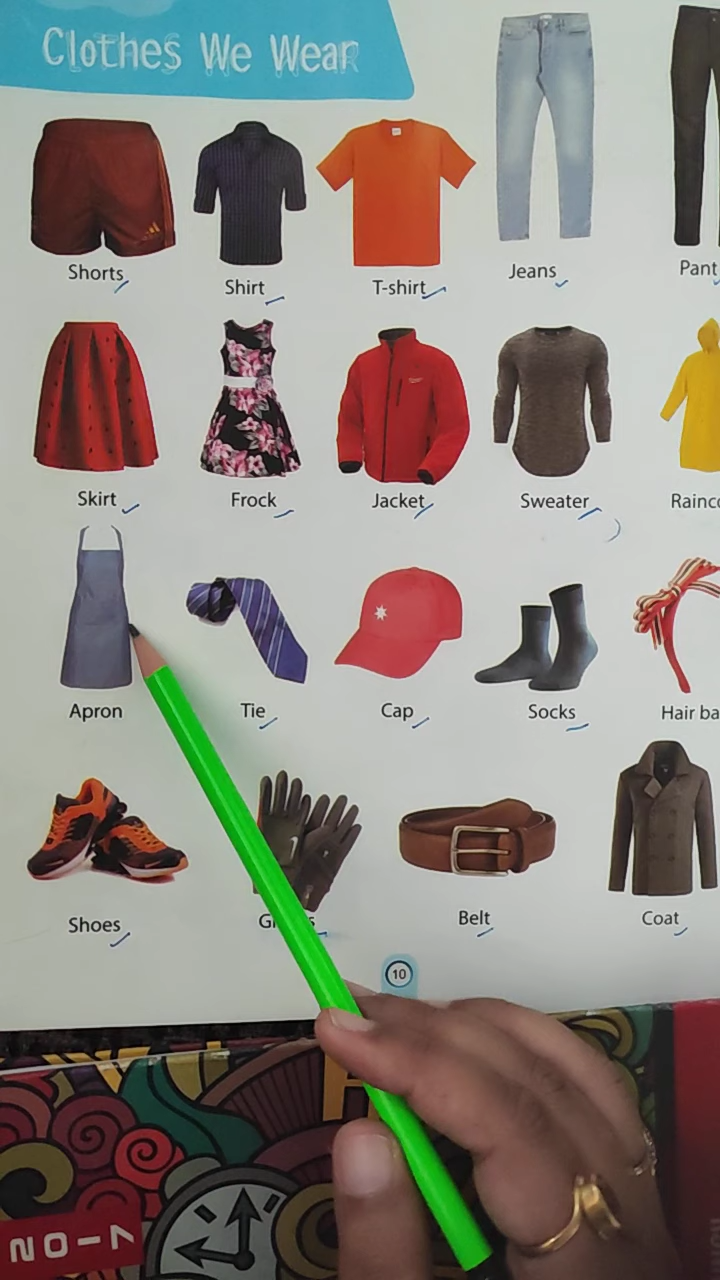 Clothes We Wear
Shorts Shirt T-shirt Jeans Pant
Skirt Frock Jacket Sweater
Apron Tie Cap Socks Hair
Shoes Belt Coat
10